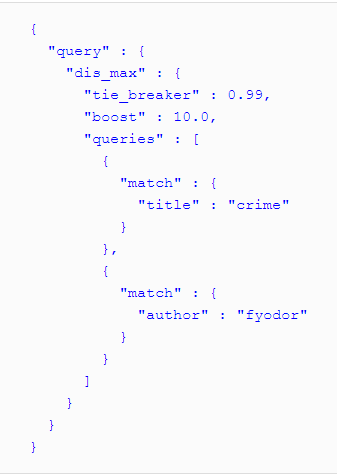 {
  "query" : {
    "dis_max" : {
      "tie_breaker" : 0.99,
      "boost" : 10.0,
      "queries" : [
        {
          "match" : {
            "title" : "crime"
          }
        },
        {
          "match" : {
            "author" : "fyodor"
          }
        }
      ]
    }
  }
}